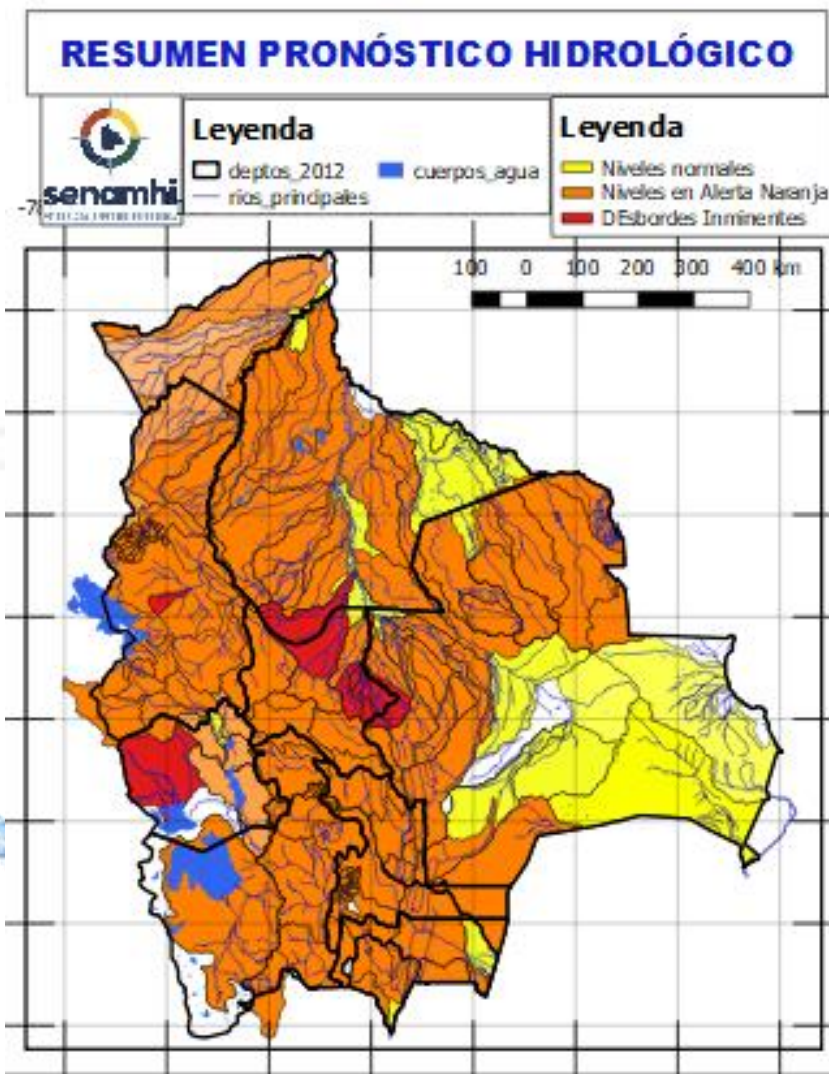 RESUMEN PRONÓSTICO HIDROLÓGICO
senamhi
Leyenda
deptos_2012
cuerpos_agua
rios_principales
Leyenda
Niveles normales
Niveles en Alerta Naranja
DEsbordes Inminentes
100 0 100 200 300 400 km